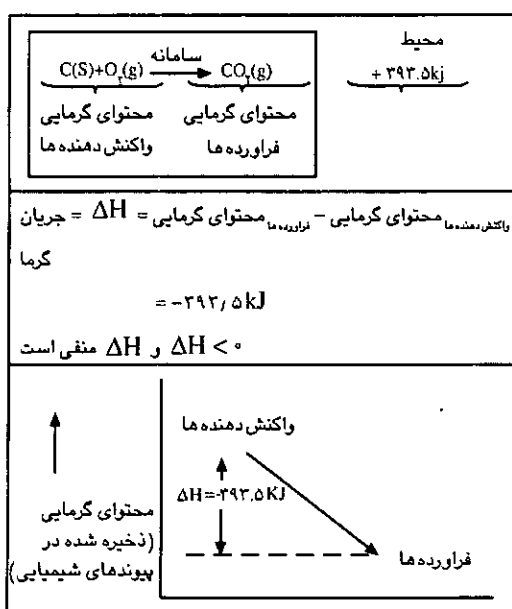 محیط
سامانه
C(S)+O₂(g) → CO₂(g) + ۳۹۳.۵kj
محتوای گرمایی محتوای گرمایی
واکنش دهنده ها فراورده ها
جریان = ΔH = محتوای گرمایی فراورده‌ها − محتوای گرمایی واکنش‌دهنده‌ها
گرما
= −۳۹۳٫۵kJ
ΔH < ۰ و ΔH منفی است
واکنش دهنده ها
ΔH=-۳۹۳.۵KJ
محتوای گرمایی
(ذخیره شده در
پیوندهای شیمیایی)
فراورده ها